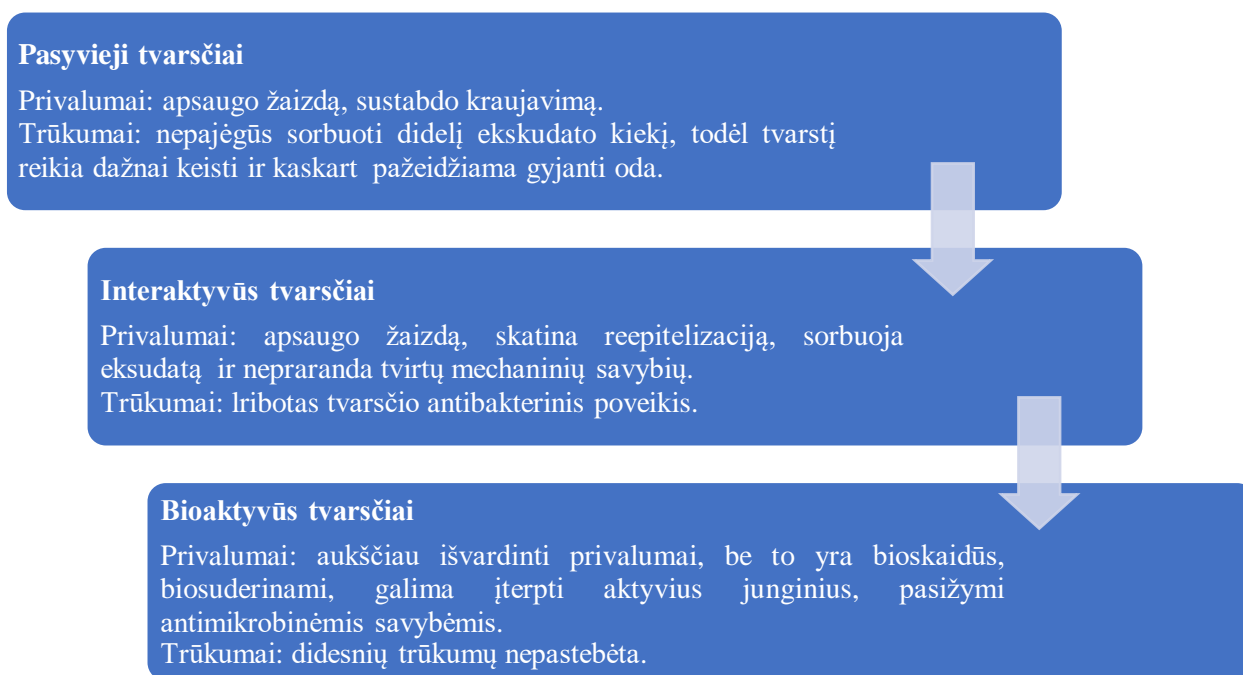 Pasyvieji tvarsčiai
Privalumai: apsaugo žaizdą, sustabdo kraujavimą.
Trūkumai: nepajėgūs sorbuoti didelį ekskudato kiekį, todėl tvarstį
reikia dažnai keisti ir kaskart pažeidžiama gyjanti oda.
Interaktyvūs tvarsčiai
Privalumai: apsaugo žaizdą, skatina reepitelizaciją, sorbuoja
eksudatą ir nepraranda tvirtų mechaninių savybių.
Trūkumai: lribotas tvarsčio antibakterinis poveikis.
Bioaktyvūs tvarsčiai
Privalumai: aukščiau išvardinti privalumai, be to yra bioskaidūs,
biosuderinami, galima įterpti aktyvius junginius, pasižymi
antimikrobinėmis savybėmis.
Trūkumai: didesnių trūkumų nepastebėta.